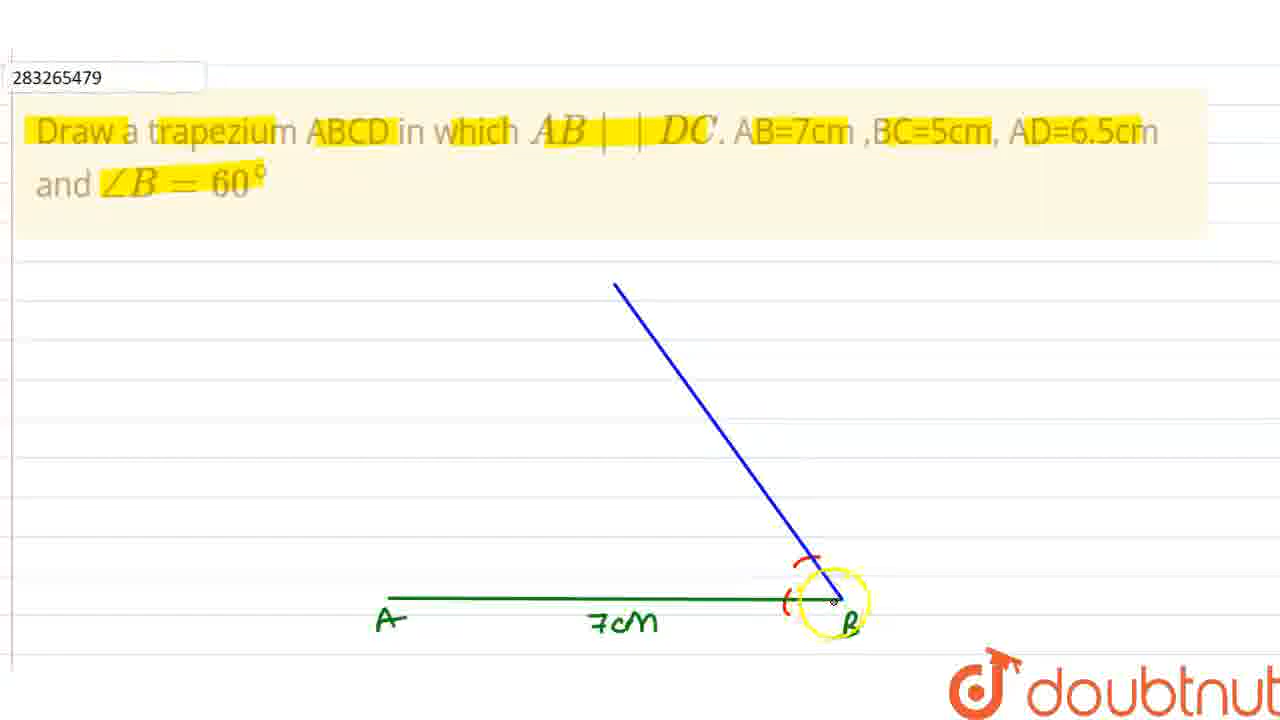 283265479
Draw a trapezium ABCD in which AB | | DC. AB=7cm ,BC=5cm, AD=6.5cm
and ∠B = 60°
A 7cm B
doubtnut